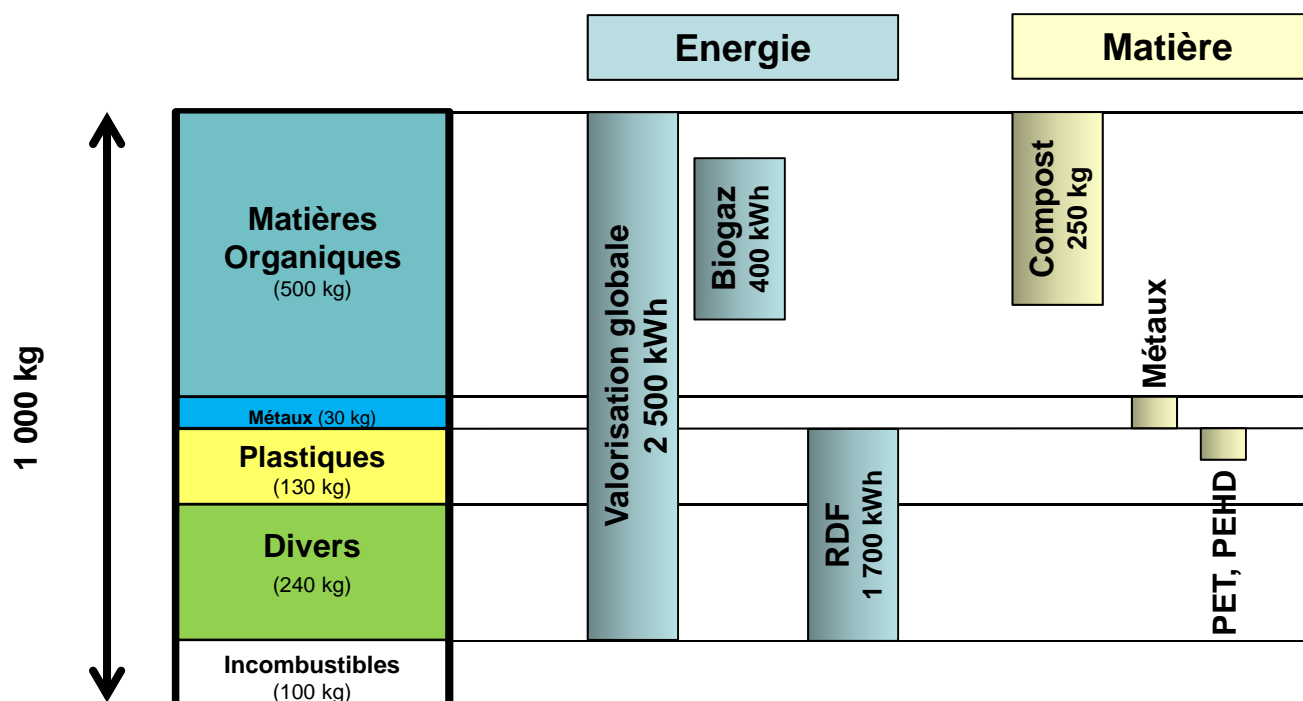 Energie
Matière
1 000 kg
Matières
Organiques
(500 kg)
Métaux (30 kg)
Plastiques
(130 kg)
Divers
(240 kg)
Incombustibles
(100 kg)
Valorisation globale
2 500 kWh
Biogaz
400 kWh
RDF
1 700 kWh
Compost
250 kg
Métaux
PET, PEHD